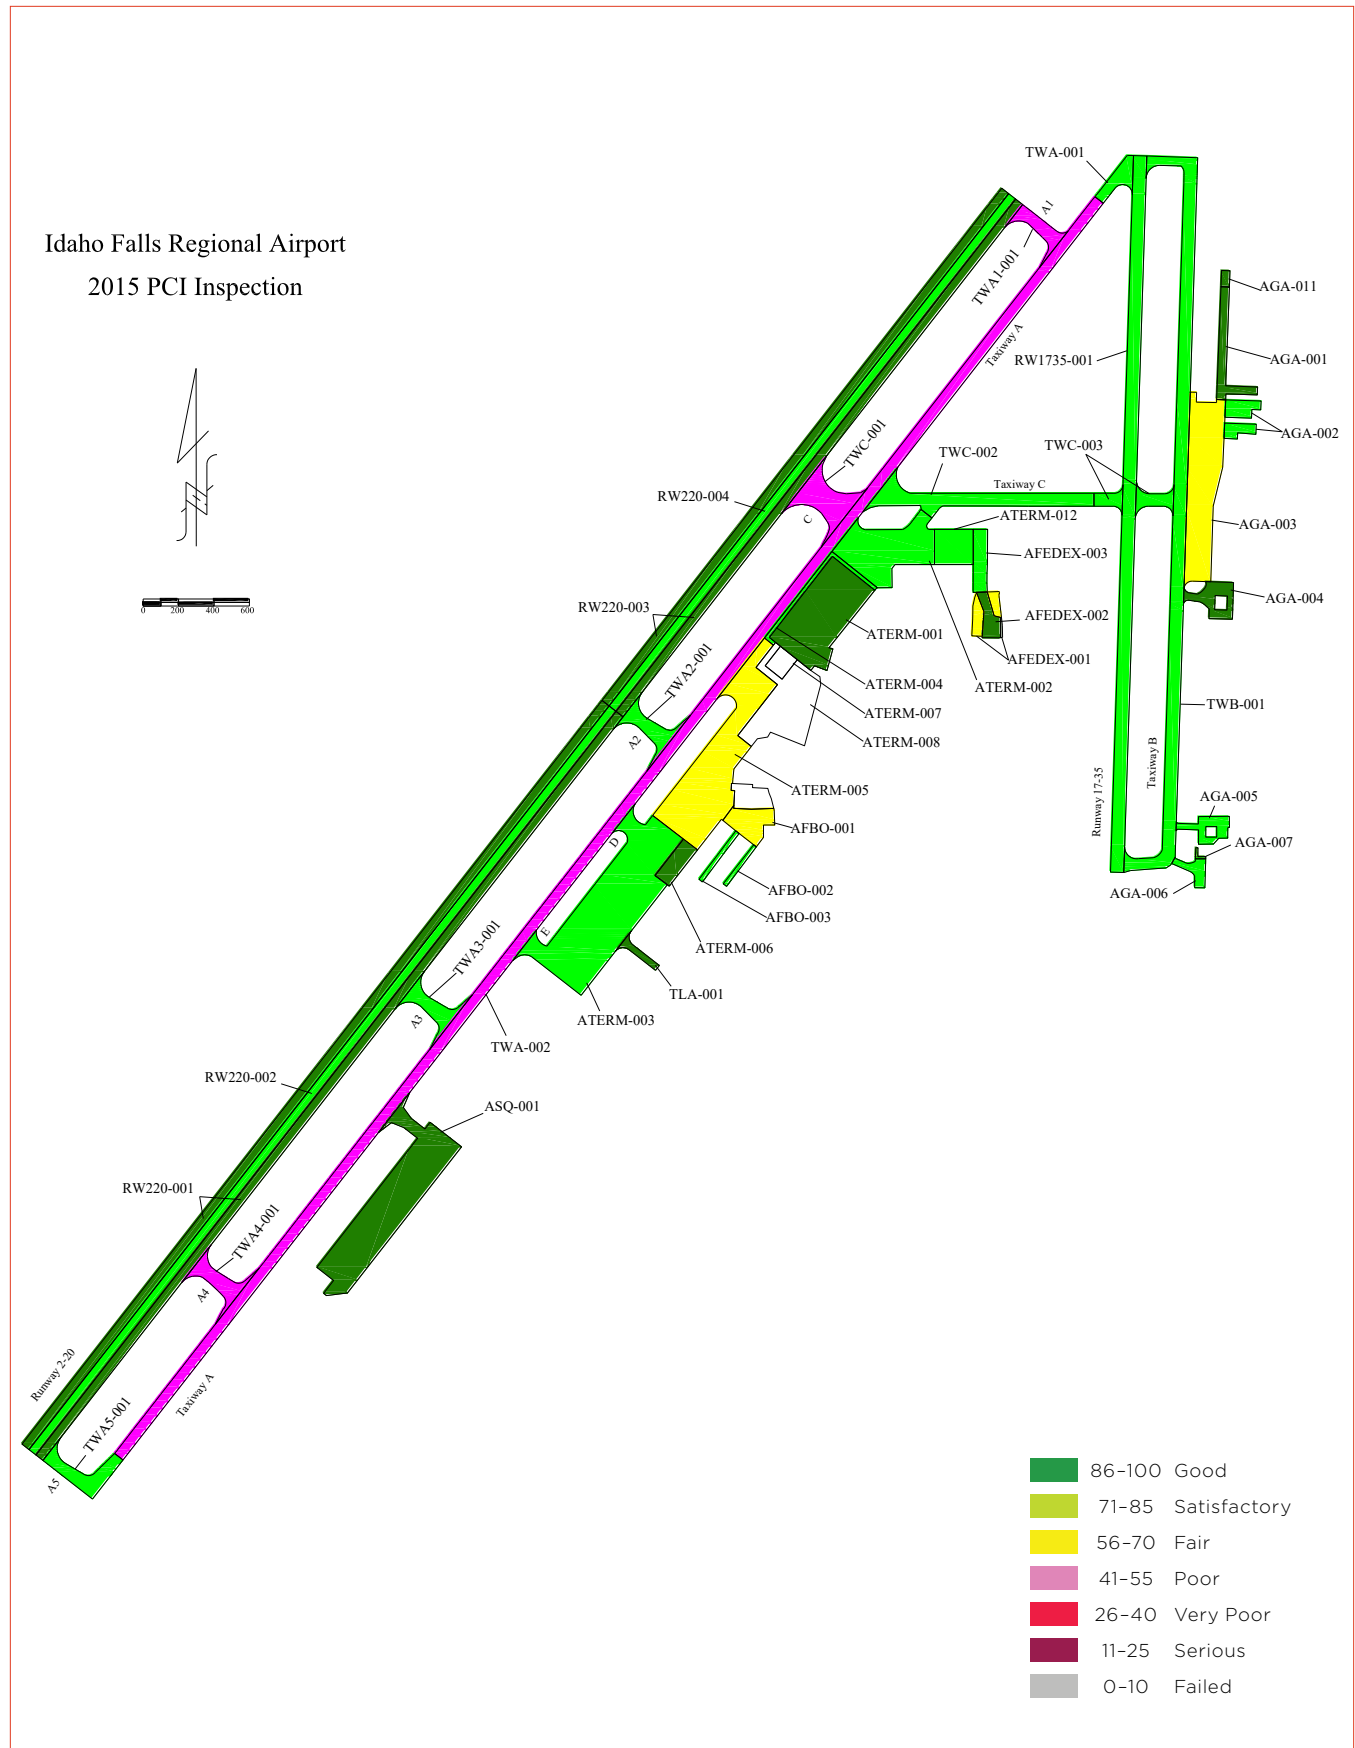 Idaho Falls Regional Airport
2015 PCI Inspection
0 200 400 600
TWA-001
A1
TWA1-001
Taxiway A
RW1735-001
AGA-011
AGA-001
AGA-002
TWC-001
TWC-002
TWC-003
Taxiway C
RW220-004
C
ATERM-012
AGA-003
AFEDEX-003
RW220-003
AGA-004
AFEDEX-002
ATERM-001
AFEDEX-001
TWA2-001
ATERM-004
ATERM-002
ATERM-007
TWB-001
A2
ATERM-008
Taxiway B
ATERM-005
Runway 17-35
AGA-005
AFBO-001
AGA-007
D
AFBO-002
AGA-006
AFBO-003
E
TWA3-001
ATERM-006
TLA-001
ATERM-003
A3
TWA-002
RW220-002
ASQ-001
RW220-001
TWA4-001
A4
Runway 2-20
Taxiway A
TWA5-001
A5
86–100 Good
71–85 Satisfactory
56–70 Fair
41–55 Poor
26–40 Very Poor
11–25 Serious
0–10 Failed